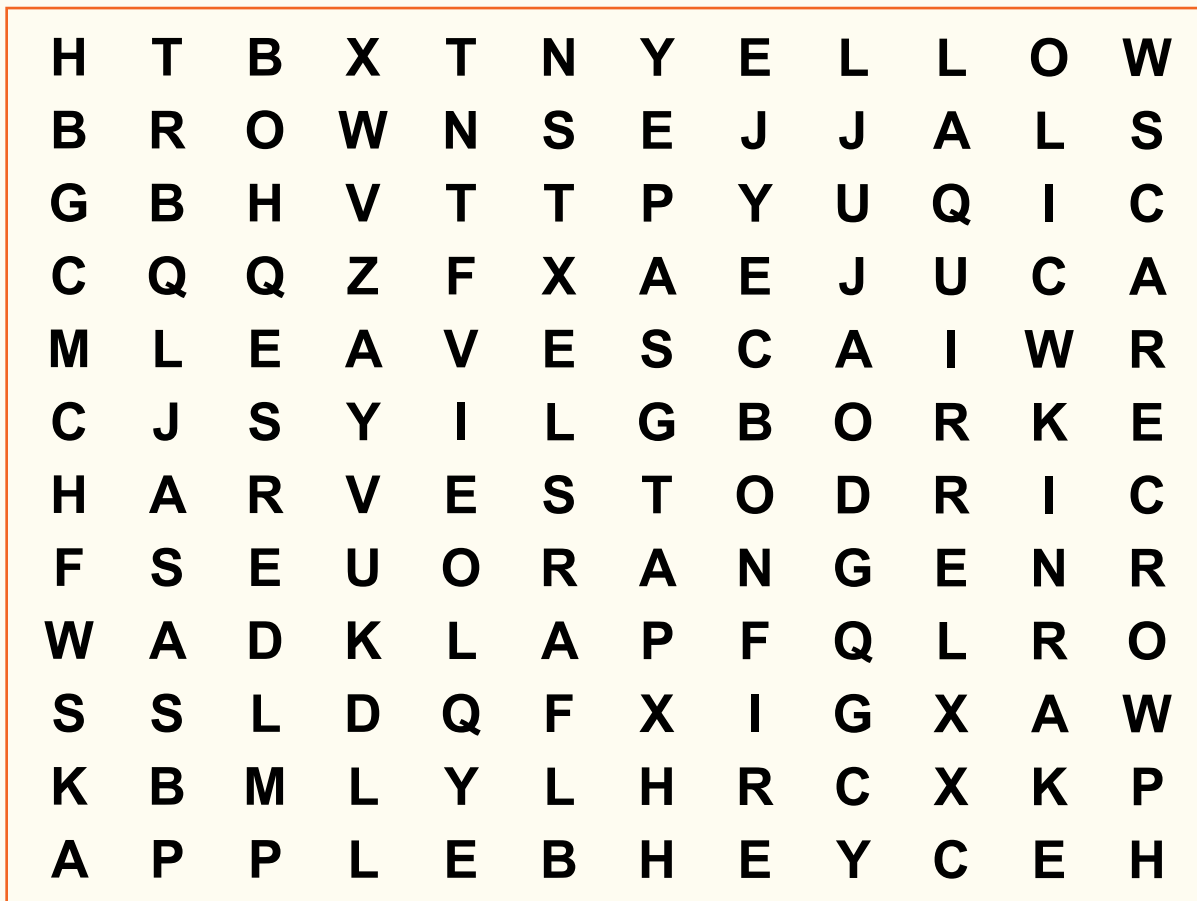 H T B X T N Y E L L O W
B R O W N S E J J A L S
G B H V T T P Y U Q I C
C Q Q Z F X A E J U C A
M L E A V E S C A I W R
C J S Y I L G B O R K E
H A R V E S T O D R I C
F S E U O R A N G E N R
W A D K L A P F Q L R O
S S L D Q F X I G X A W
K B M L Y L H R C X K P
A P P L E B H E Y C E H